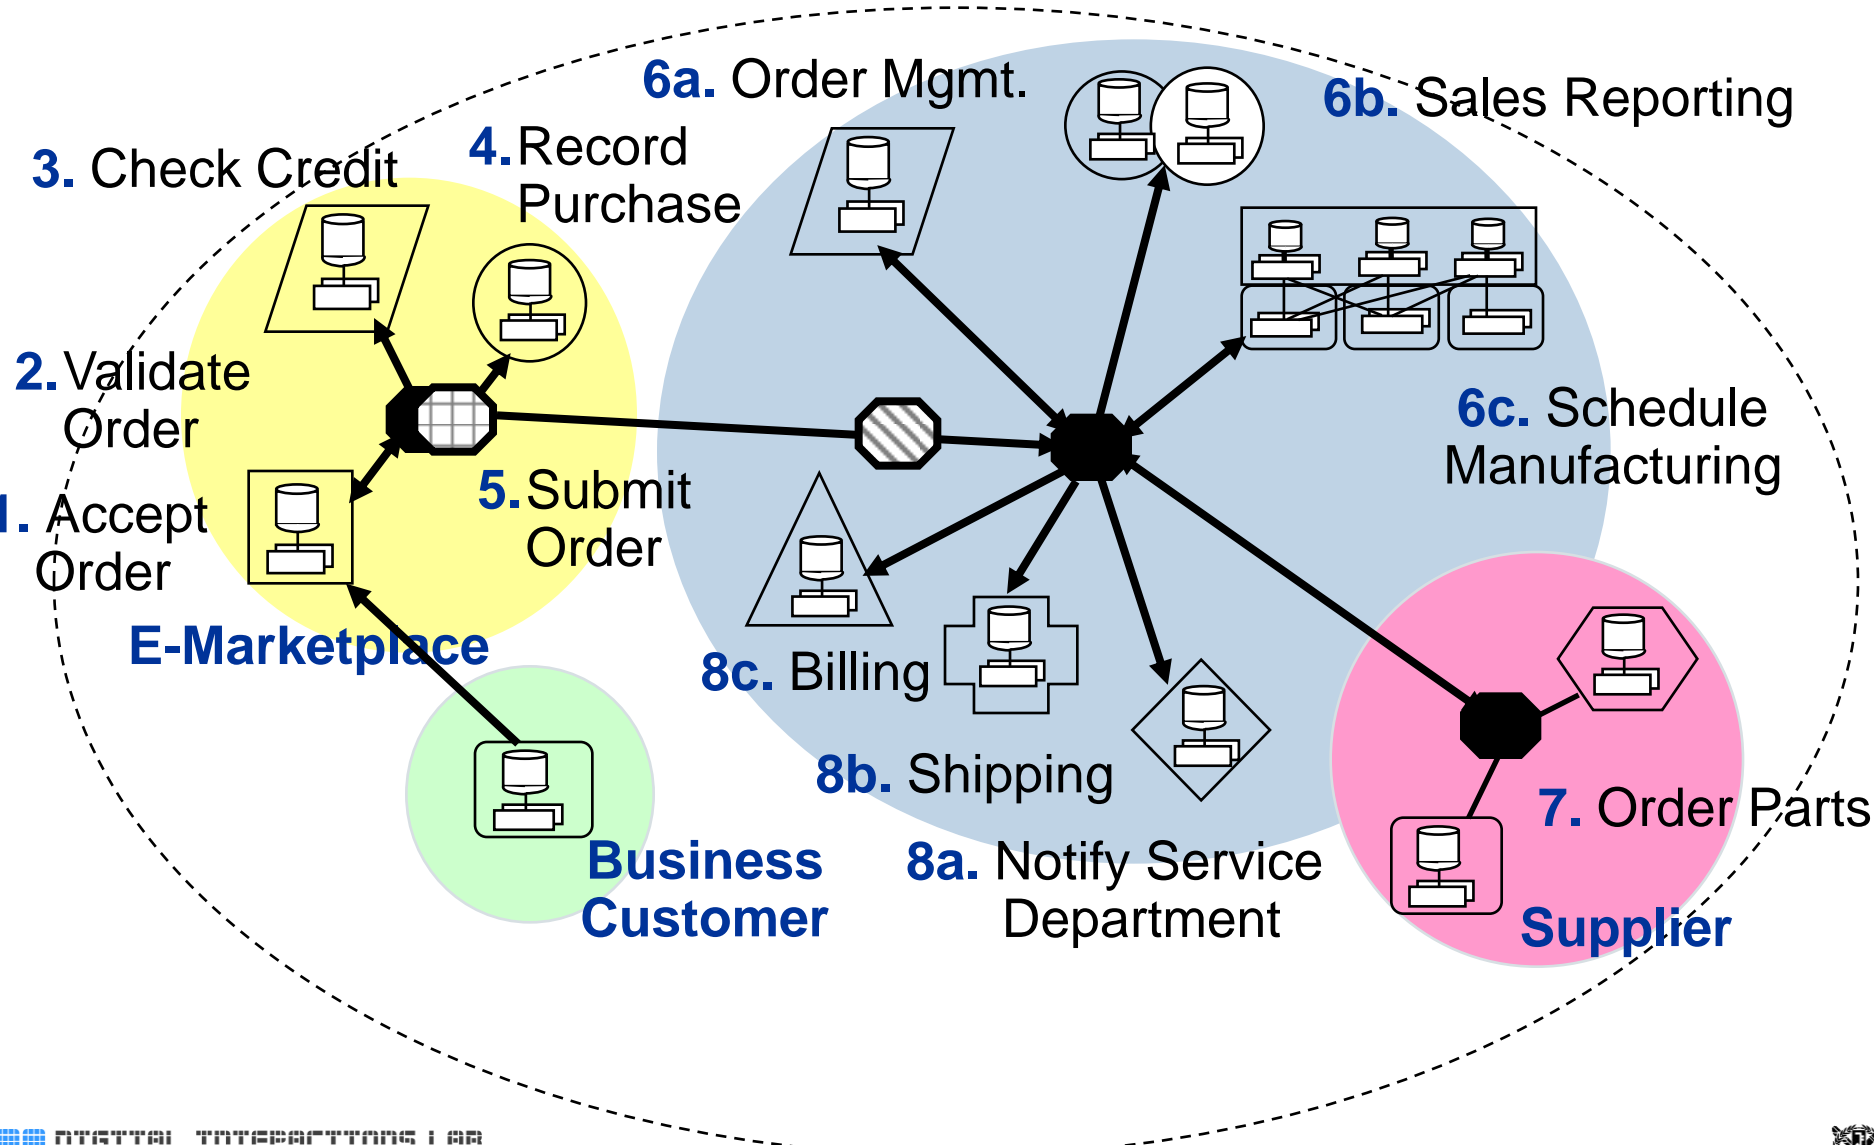 6a. Order Mgmt.
6b. Sales Reporting
3. Check Credit
4. Record
Purchase
2. Validate
Order
6c. Schedule
Manufacturing
1. Accept
Order
5. Submit
Order
E-Marketplace
8c. Billing
8b. Shipping
7. Order Parts
Business
Customer
8a. Notify Service
Department
Supplier